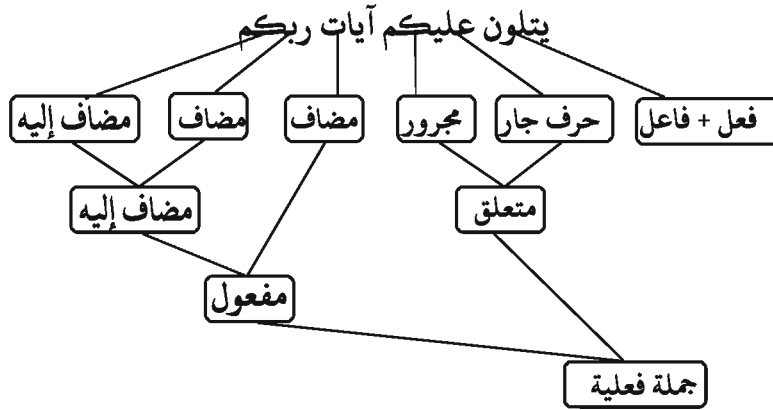 يتلون عليكم آيات ربكم
فعل + فاعل
حرف جار
مجرور
مضاف
مضاف
مضاف إليه
متعلق
مضاف إليه
مفعول
جملة فعلية